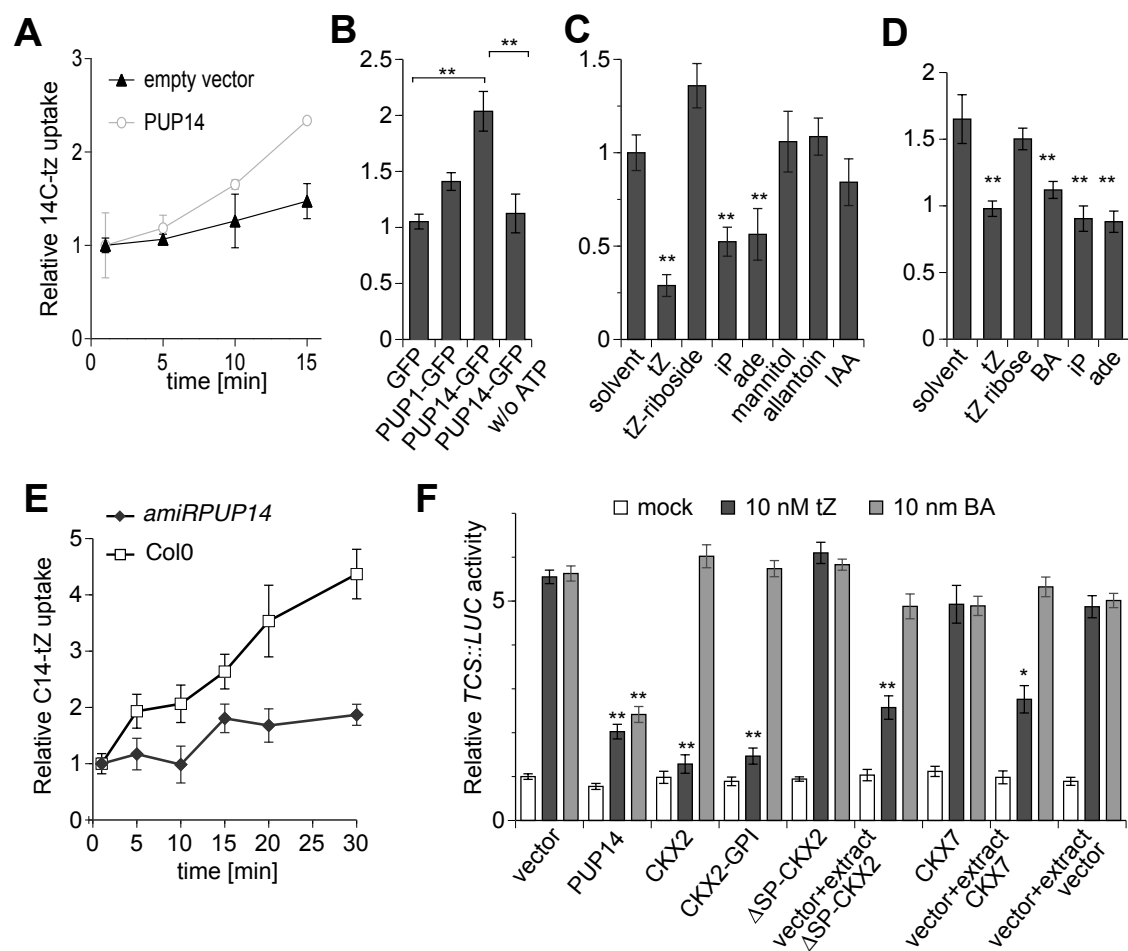 A
Relative 14C-tz uptake
3
2
1
empty vector
PUP14
0
5
10
15
time [min]
B
**
**
2.5
2
1.5
1
0.5
0
GFP
PUP1-GFP
PUP14-GFP
PUP14-GFP
w/o ATP
C
1.5
1
0.5
0
**
**
**
solvent
tZ
tZ-riboside
iP
ade
mannitol
allantoin
IAA
D
2
1.5
1
0.5
0
**
**
**
**
solvent
tZ
tZ ribose
BA
iP
ade
E
amiRPUP14
Col0
Relative C14-tZ uptake
5
4
3
2
1
0
0
5
10
15
20
25
30
time [min]
F
mock
10 nM tZ
10 nm BA
Relative TCS::LUC activity
5
0
**
**
**
**
**
*
vector
PUP14
CKX2
CKX2-GPI
ΔSP-CKX2
vector+extract
ΔSP-CKX2
CKX7
vector+extract
CKX7
vector+extract
vector